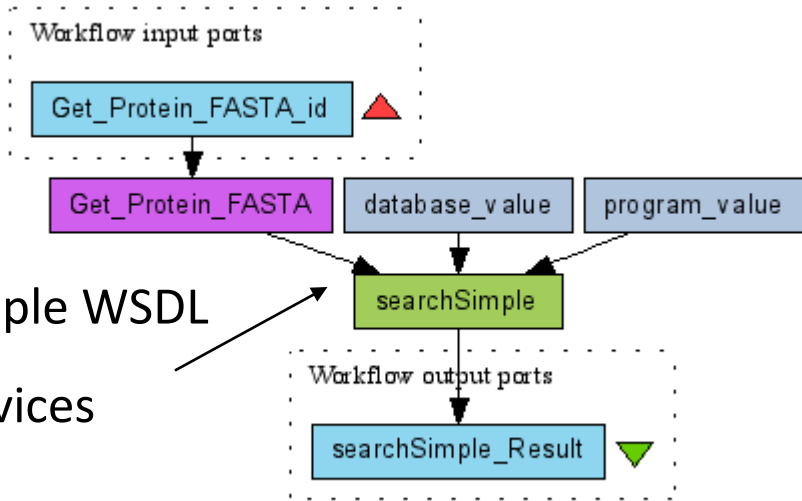 Workflow input ports
Get_Protein_FASTA_id
Get_Protein_FASTA
database_value
program_value
searchSimple
ple WSDL
vices
Workflow output ports
searchSimple_Result